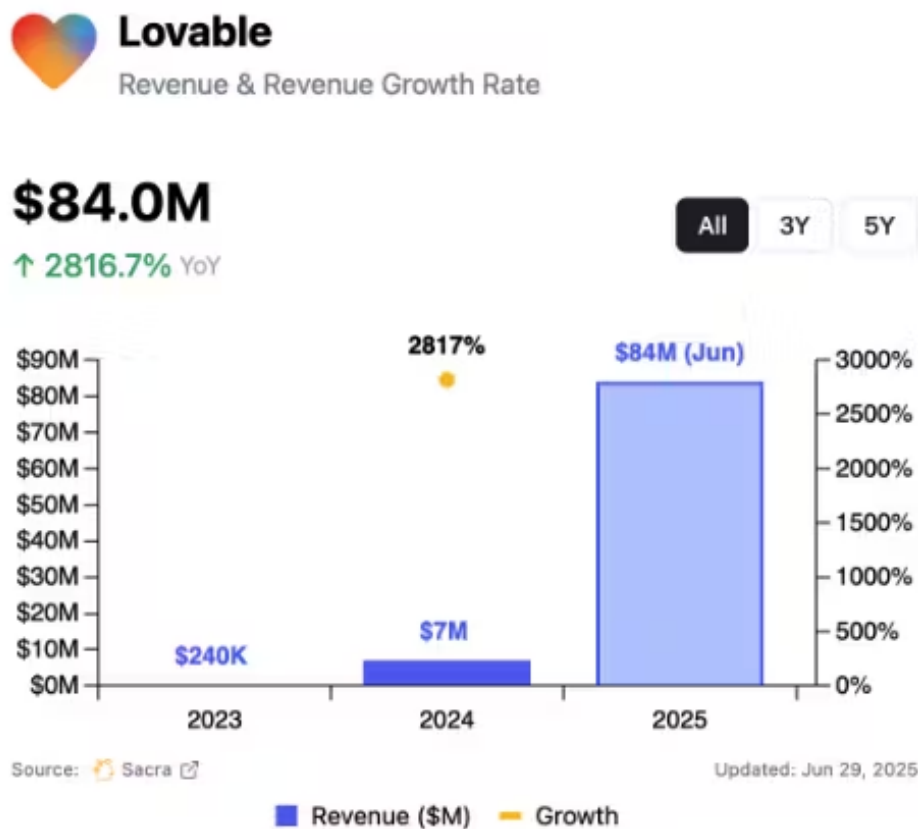 Lovable
Revenue & Revenue Growth Rate
$84.0M
↑ 2816.7% YoY
All 3Y 5Y
2817%
$84M (Jun)
$90M
$80M
$70M
$60M
$50M
$40M
$30M
$20M
$10M
$0M
$240K
$7M
3000%
2500%
2000%
1500%
1000%
500%
0%
2023 2024 2025
Source: Sacra
Updated: Jun 29, 2025
Revenue ($M) Growth